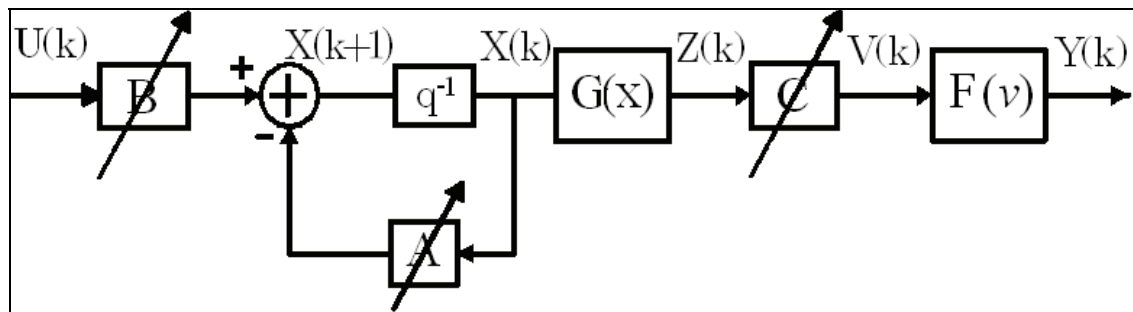 U(k) X(k+1) X(k) Z(k) V(k) Y(k)
B + - + q⁻¹ G(x) C F(v)
A